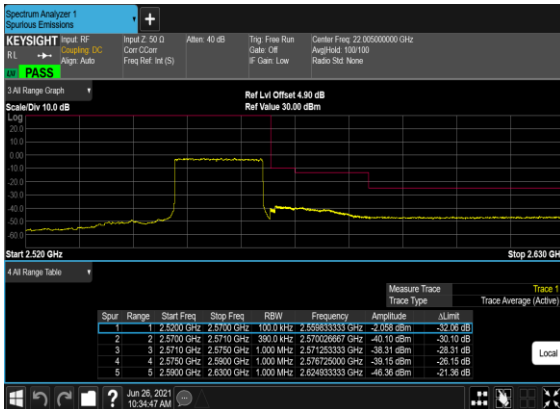 Spectrum Analyzer 1
Spurious Emissions
+
KEYSIGHT Input: RF Input Z: 50 Ω Atten: 40 dB Trig: Free Run Center Freq: 22.005000000 GHz
RL Coupling: DC Corr CCorr Gate: Off Avg|Hold: 100/100
Align: Auto Freq Ref: Int (S) IF Gain: Low Radio Std: None
PASS
3 All Range Graph
Ref Lvl Offset 4.90 dB
Scale/Div 10.0 dB Ref Value 30.00 dBm
Log
20.0
10.0
0.00
-10.0
-20.0
-30.0
-40.0
-50.0
-60.0
Start 2.520 GHz Stop 2.630 GH
4 All Range Table
Measure Trace Trace 1
Trace Type Trace Average (Active)
Spur Range Start Freq Stop Freq RBW Frequency Amplitude ΔLimit
1 1 2.5200 GHz 2.5700 GHz 100.0 kHz 2.559833333 GHz -2.058 dBm -32.06 dB
2 2 2.5700 GHz 2.5710 GHz 390.0 kHz 2.570026667 GHz -40.10 dBm -30.10 dB
3 3 2.5710 GHz 2.5750 GHz 1.000 MHz 2.571253333 GHz -38.31 dBm -28.31 dB
4 4 2.5750 GHz 2.5900 GHz 1.000 MHz 2.576725000 GHz -39.15 dBm -26.15 dB
5 5 2.5900 GHz 2.6300 GHz 1.000 MHz 2.624933333 GHz -46.36 dBm -21.36 dB
Local
?
Jun 26, 2021
10:34:47 AM